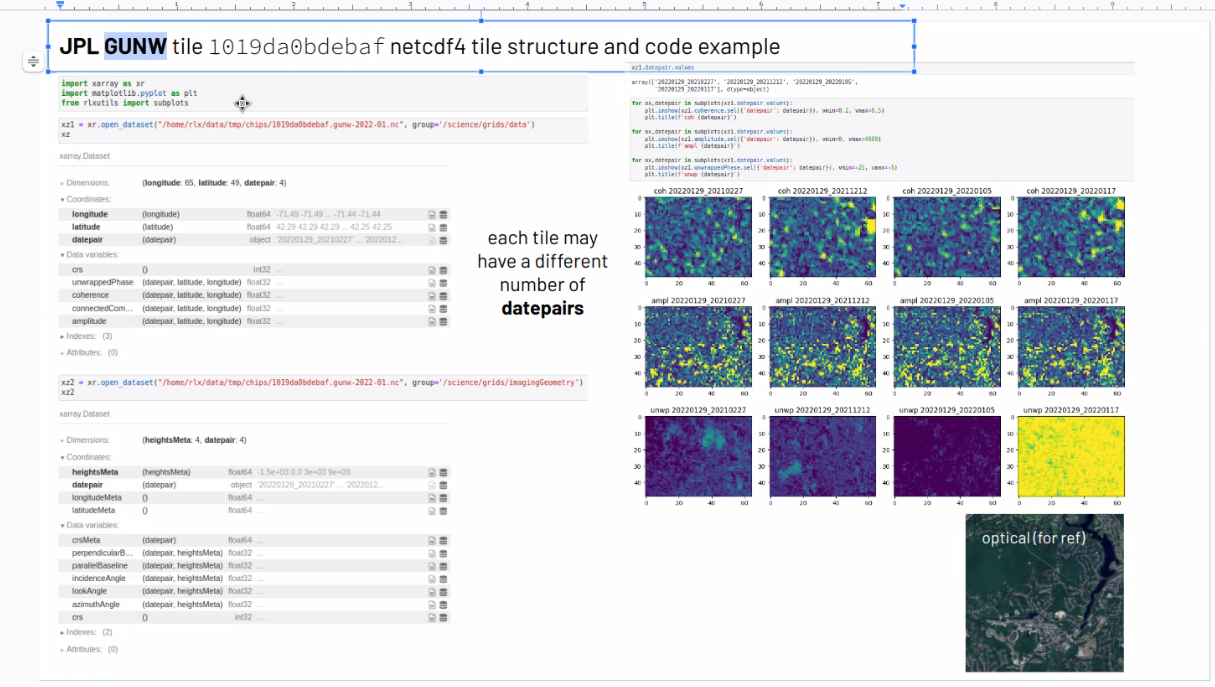 JPL GUNW tile 1019da0bdebaf netcdf4 tile structure and code example
import xarray as xr
import matplotlib.pyplot as plt
from rlxutils import subplots
xz1 = xr.open_dataset("/home/rlx/data/tmp/chips/1019da0bdebaf.gunw-2022-01.nc", group='/science/grids/data')
xz
xarray.Dataset
Dimensions: (longitude: 65, latitude: 49, datepair: 4)
Coordinates:
longitude (longitude) float64 -71.49 -71.49 ... -71.44 -71.44
latitude (latitude) float64 42.29 42.29 42.29 ... 42.25 42.25
datepair (datepair) object '20220129_20210227' ... '2022012...
Data variables:
crs () int32 ...
unwrappedPhase (datepair, latitude, longitude) float32 ...
coherence (datepair, latitude, longitude) float32 ...
connectedCom... (datepair, latitude, longitude) float32 ...
amplitude (datepair, latitude, longitude) float32 ...
Indexes: (3)
Attributes: (0)
xz2 = xr.open_dataset("/home/rlx/data/tmp/chips/1019da0bdebaf.gunw-2022-01.nc", group='/science/grids/imagingGeometry')
xz2
xarray.Dataset
Dimensions: (heightsMeta: 4, datepair: 4)
Coordinates:
heightsMeta (heightsMeta) float64 -1.5e+03 0.0 3e+03 9e+03
datepair (datepair) object '20220129_20210227' ... '2022012...
longitudeMeta () float64 ...
latitudeMeta () float64 ...
Data variables:
crsMeta (datepair) float64 ...
perpendicularB... (datepair, heightsMeta) float32 ...
parallelBaseline (datepair, heightsMeta) float32 ...
incidenceAngle (datepair, heightsMeta) float32 ...
lookAngle (datepair, heightsMeta) float32 ...
azimuthAngle (datepair, heightsMeta) float32 ...
crs () int32 ...
Indexes: (2)
Attributes: (0)
each tile may
have a different
number of
datepairs
xz1.datepair.values
array(['20220129_20210227', '20220129_20211212', '20220129_20220105',
'20220129_20220117'], dtype=object)
for ax,datepair in subplots(xz1.datepair.values):
plt.imshow(xz1.coherence.sel({'datepair': datepair}), vmin=0.2, vmax=0.5)
plt.title(f'coh {datepair}')
for ax,datepair in subplots(xz1.datepair.values):
plt.imshow(xz1.amplitude.sel({'datepair': datepair}), vmin=0, vmax=4000)
plt.title(f'ampl {datepair}')
for ax,datepair in subplots(xz1.datepair.values):
plt.imshow(xz1.unwrappedPhase.sel({'datepair': datepair}), vmin=-25, vmax=-5)
plt.title(f'unwp {datepair}')
coh 20220129_20210227 coh 20220129_20211212 coh 20220129_20220105 coh 20220129_20220117
ampl 20220129_20210227 ampl 20220129_20211212 ampl 20220129_20220105 ampl 20220129_20220117
unwp 20220129_20210227 unwp 20220129_20211212 unwp 20220129_20220105 unwp 20220129_20220117
optical (for ref)